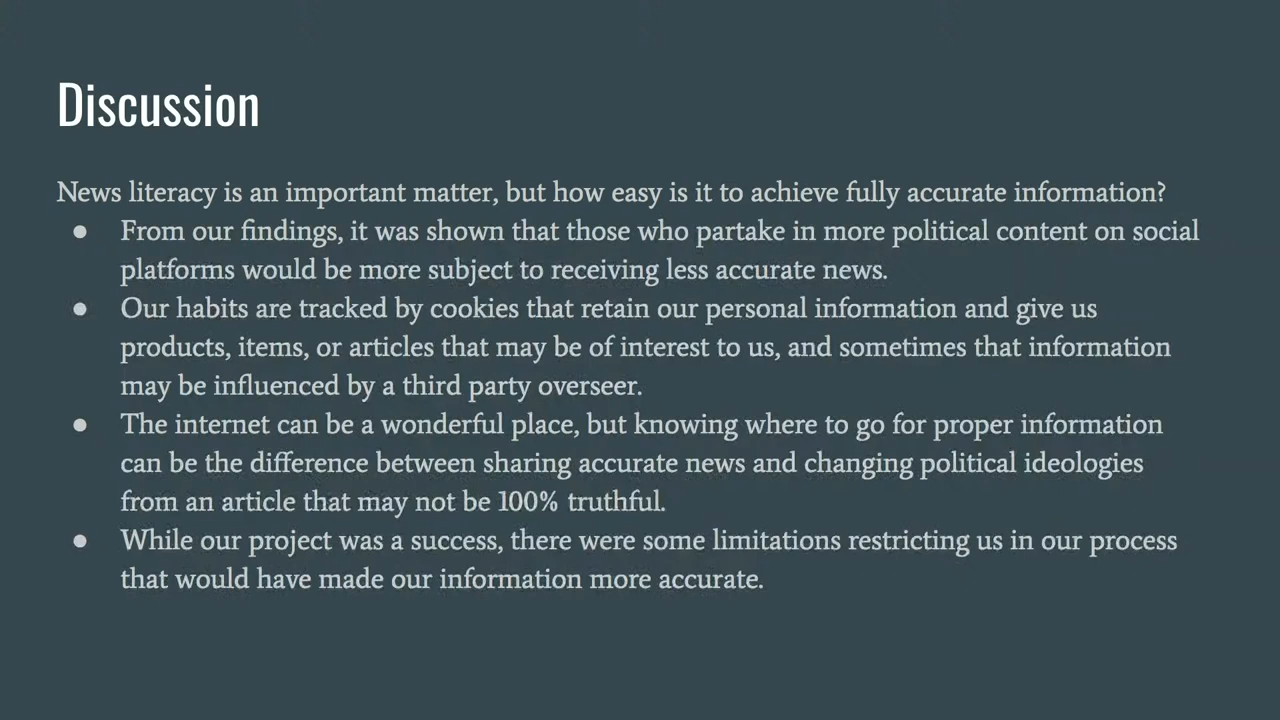 Discussion
News literacy is an important matter, but how easy is it to achieve fully accurate information?
● From our findings, it was shown that those who partake in more political content on social
platforms would be more subject to receiving less accurate news.
● Our habits are tracked by cookies that retain our personal information and give us
products, items, or articles that may be of interest to us, and sometimes that information
may be influenced by a third party overseer.
● The internet can be a wonderful place, but knowing where to go for proper information
can be the difference between sharing accurate news and changing political ideologies
from an article that may not be 100% truthful.
● While our project was a success, there were some limitations restricting us in our process
that would have made our information more accurate.